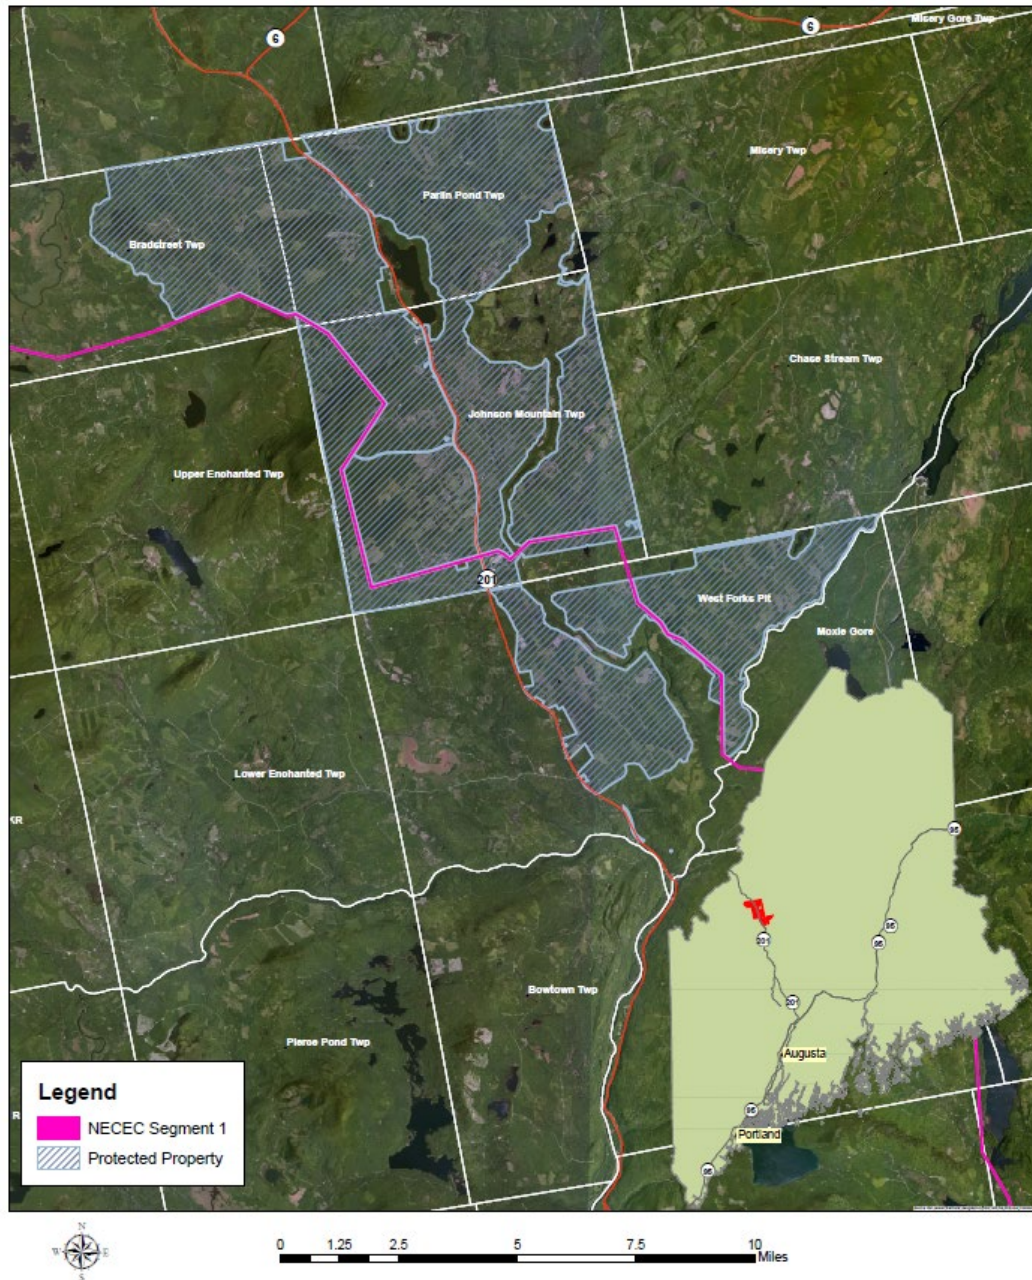 Misery Gore Twp
6
6
Misery Twp
Parlin Pond Twp
Bradstreet Twp
Chase Stream Twp
Johnson Mountain Twp
Upper Enchanted Twp
201
West Forks Plt
Moxie Gore
Lower Enchanted Twp
KR
95
95
95
201
201
Bowtown Twp
Pierce Pond Twp
Augusta
R
95
Portland
95
Legend
NECEC Segment 1
Protected Property
N
W E
S
0 1.25 2.5 5 7.5 10
Miles